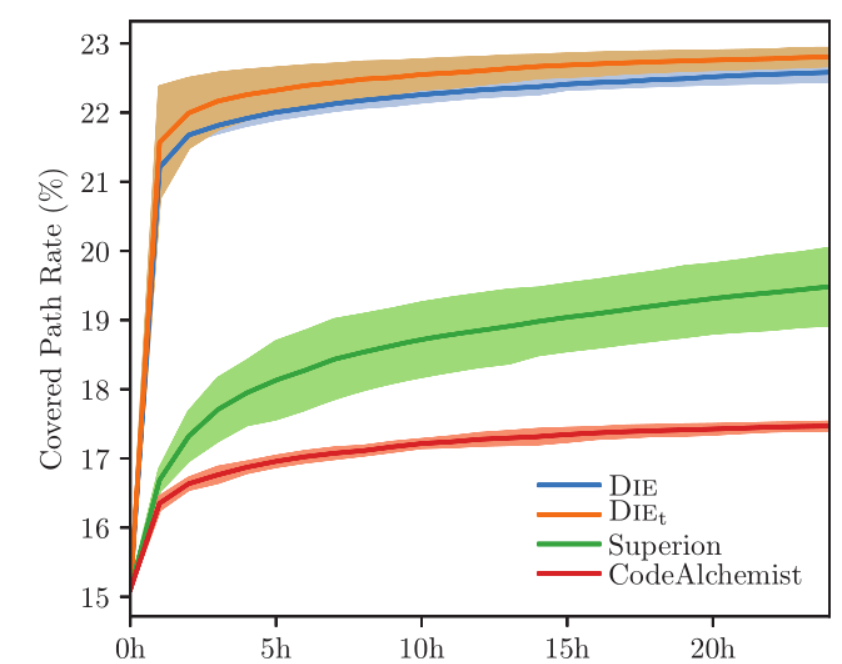 Covered Path Rate (%)
23
22
21
20
19
18
17
16
15
0h 5h 10h 15h 20h
DIE
DIEt
Superion
CodeAlchemist